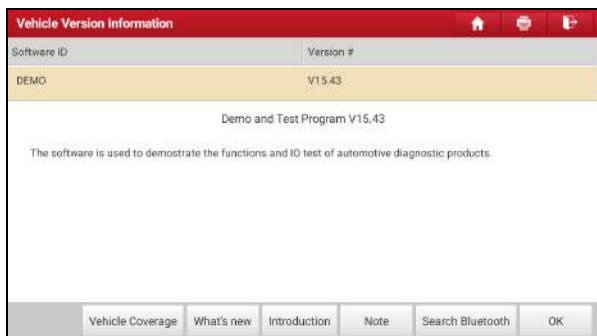 Vehicle Version Information
Software ID Version #
DEMO V15.43
Demo and Test Program V15.43
The software is used to demostrate the functions and IO test of automotive diagnostic products.
Vehicle Coverage What's new Introduction Note Search Bluetooth OK